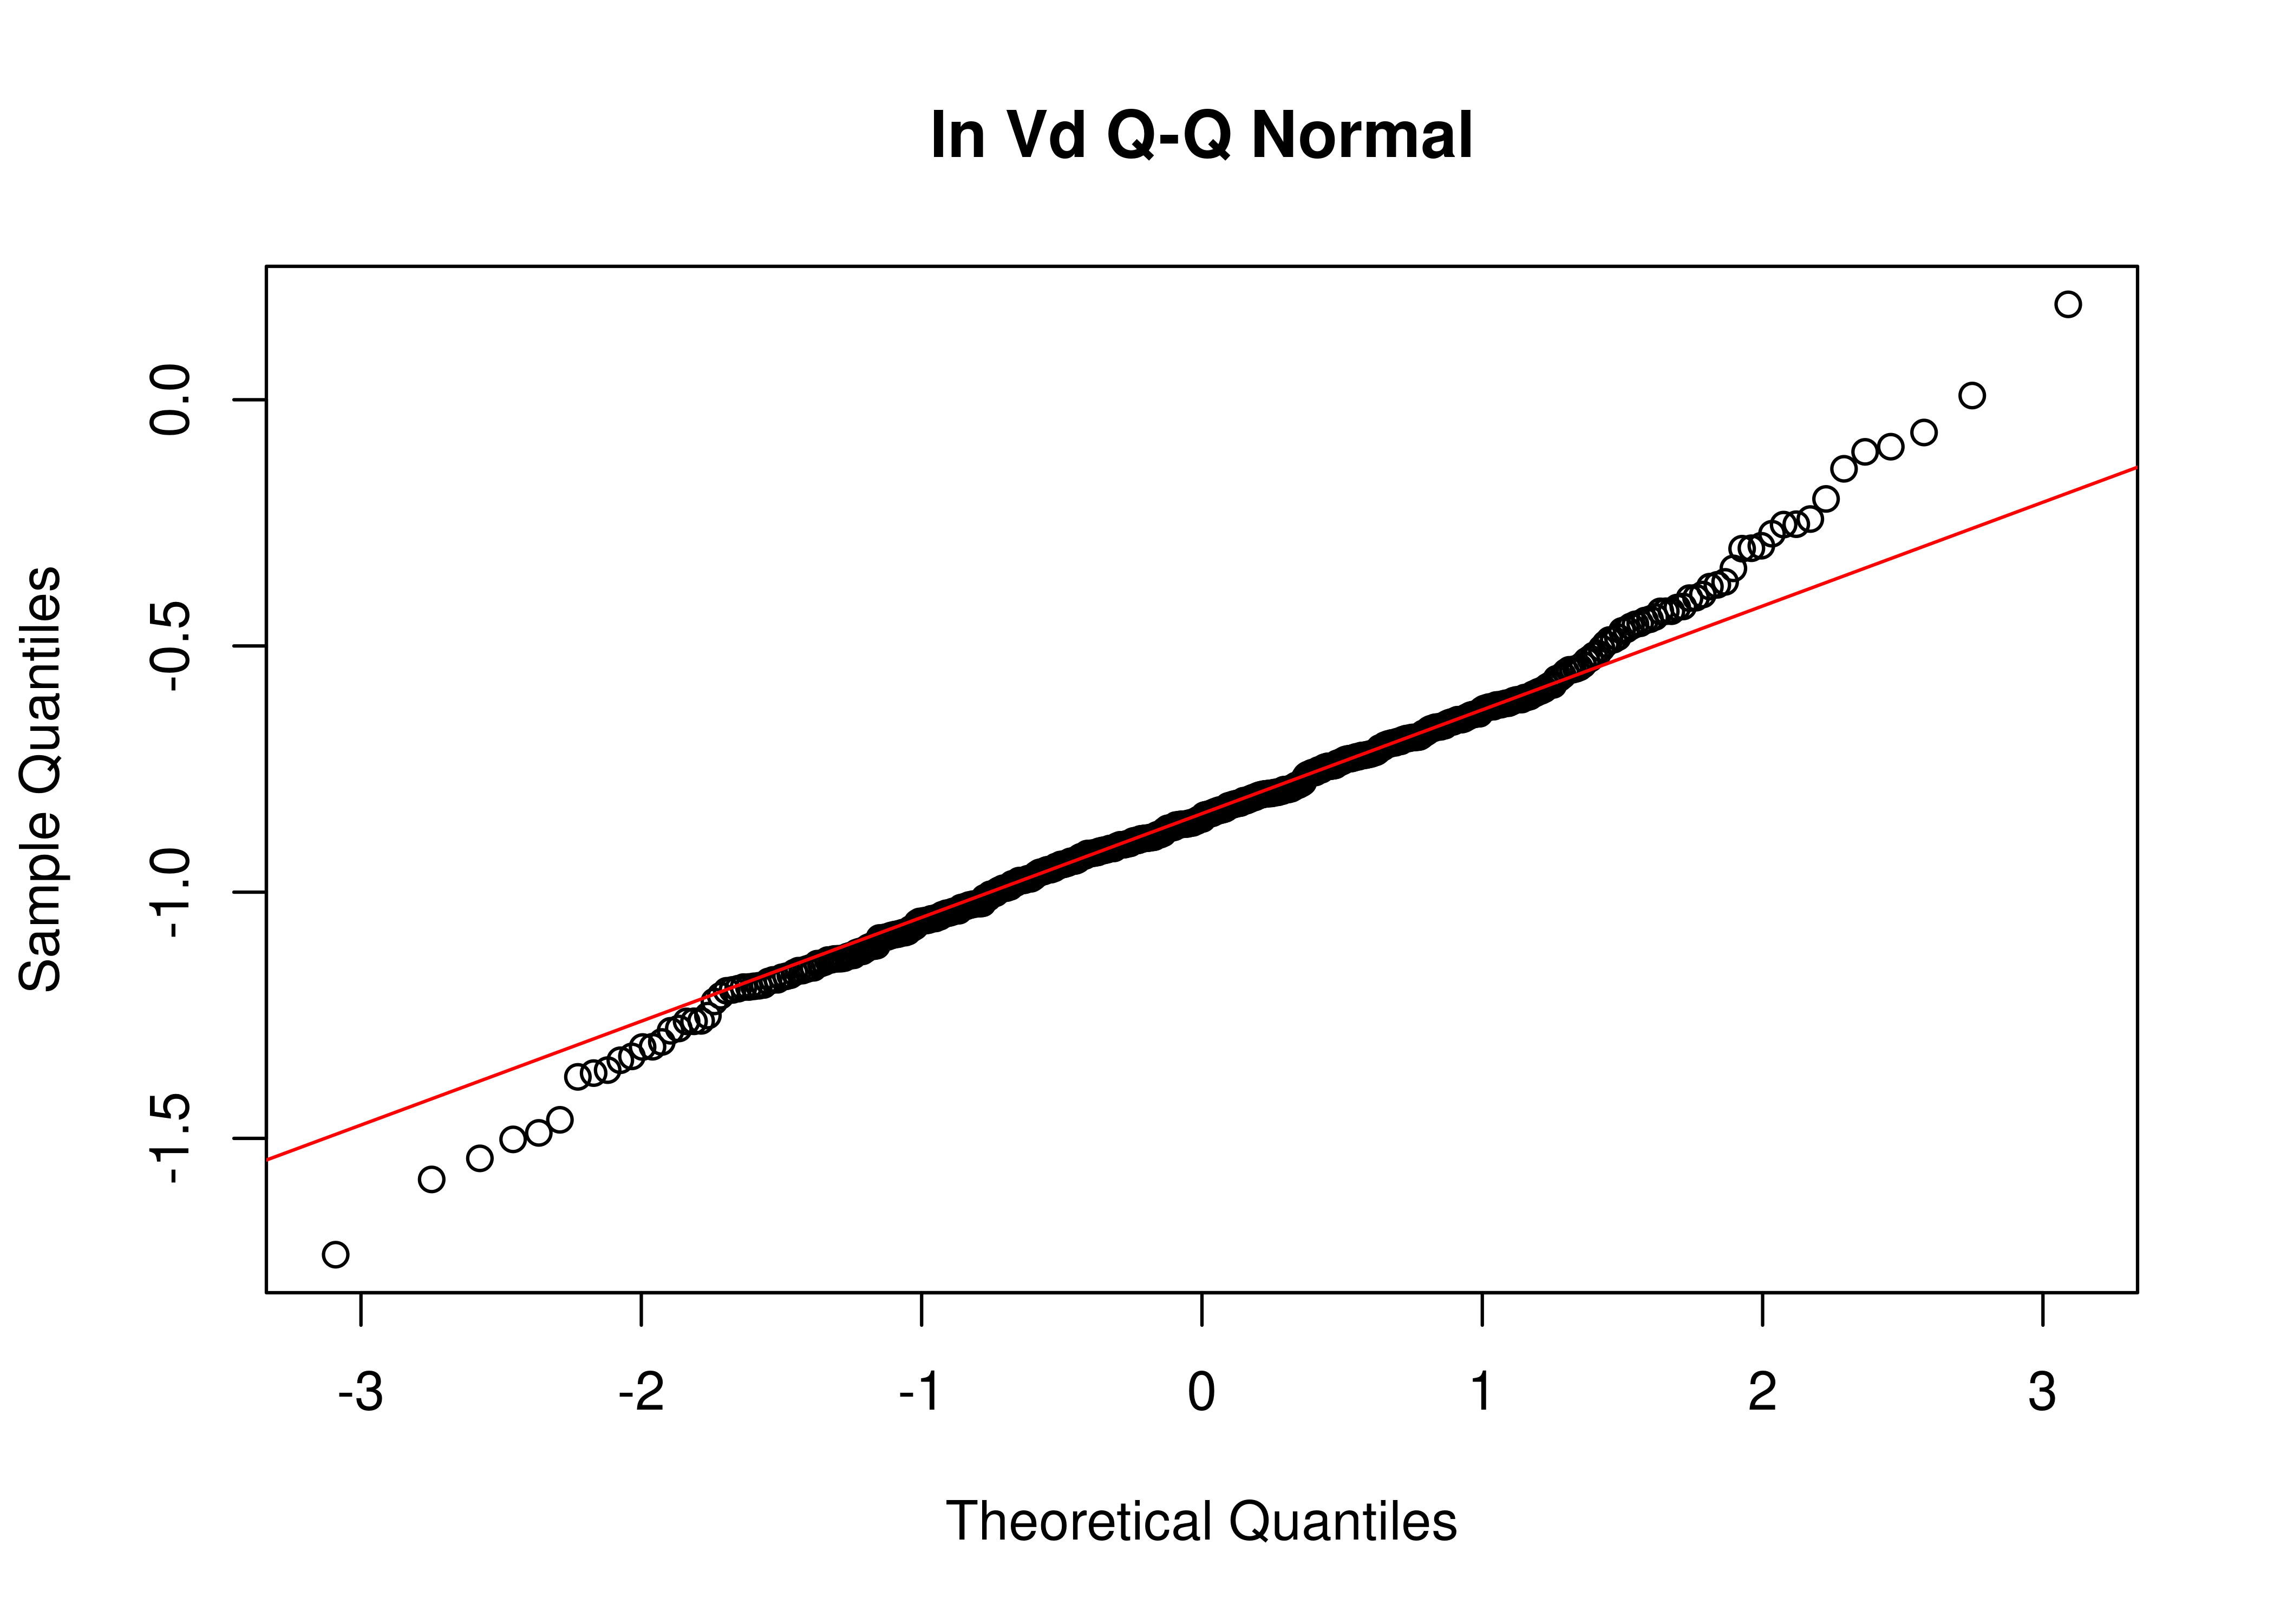 ln Vd Q-Q Normal
Sample Quantiles
0.0
-0.5
-1.0
-1.5
-3 -2 -1 0 1 2 3
Theoretical Quantiles